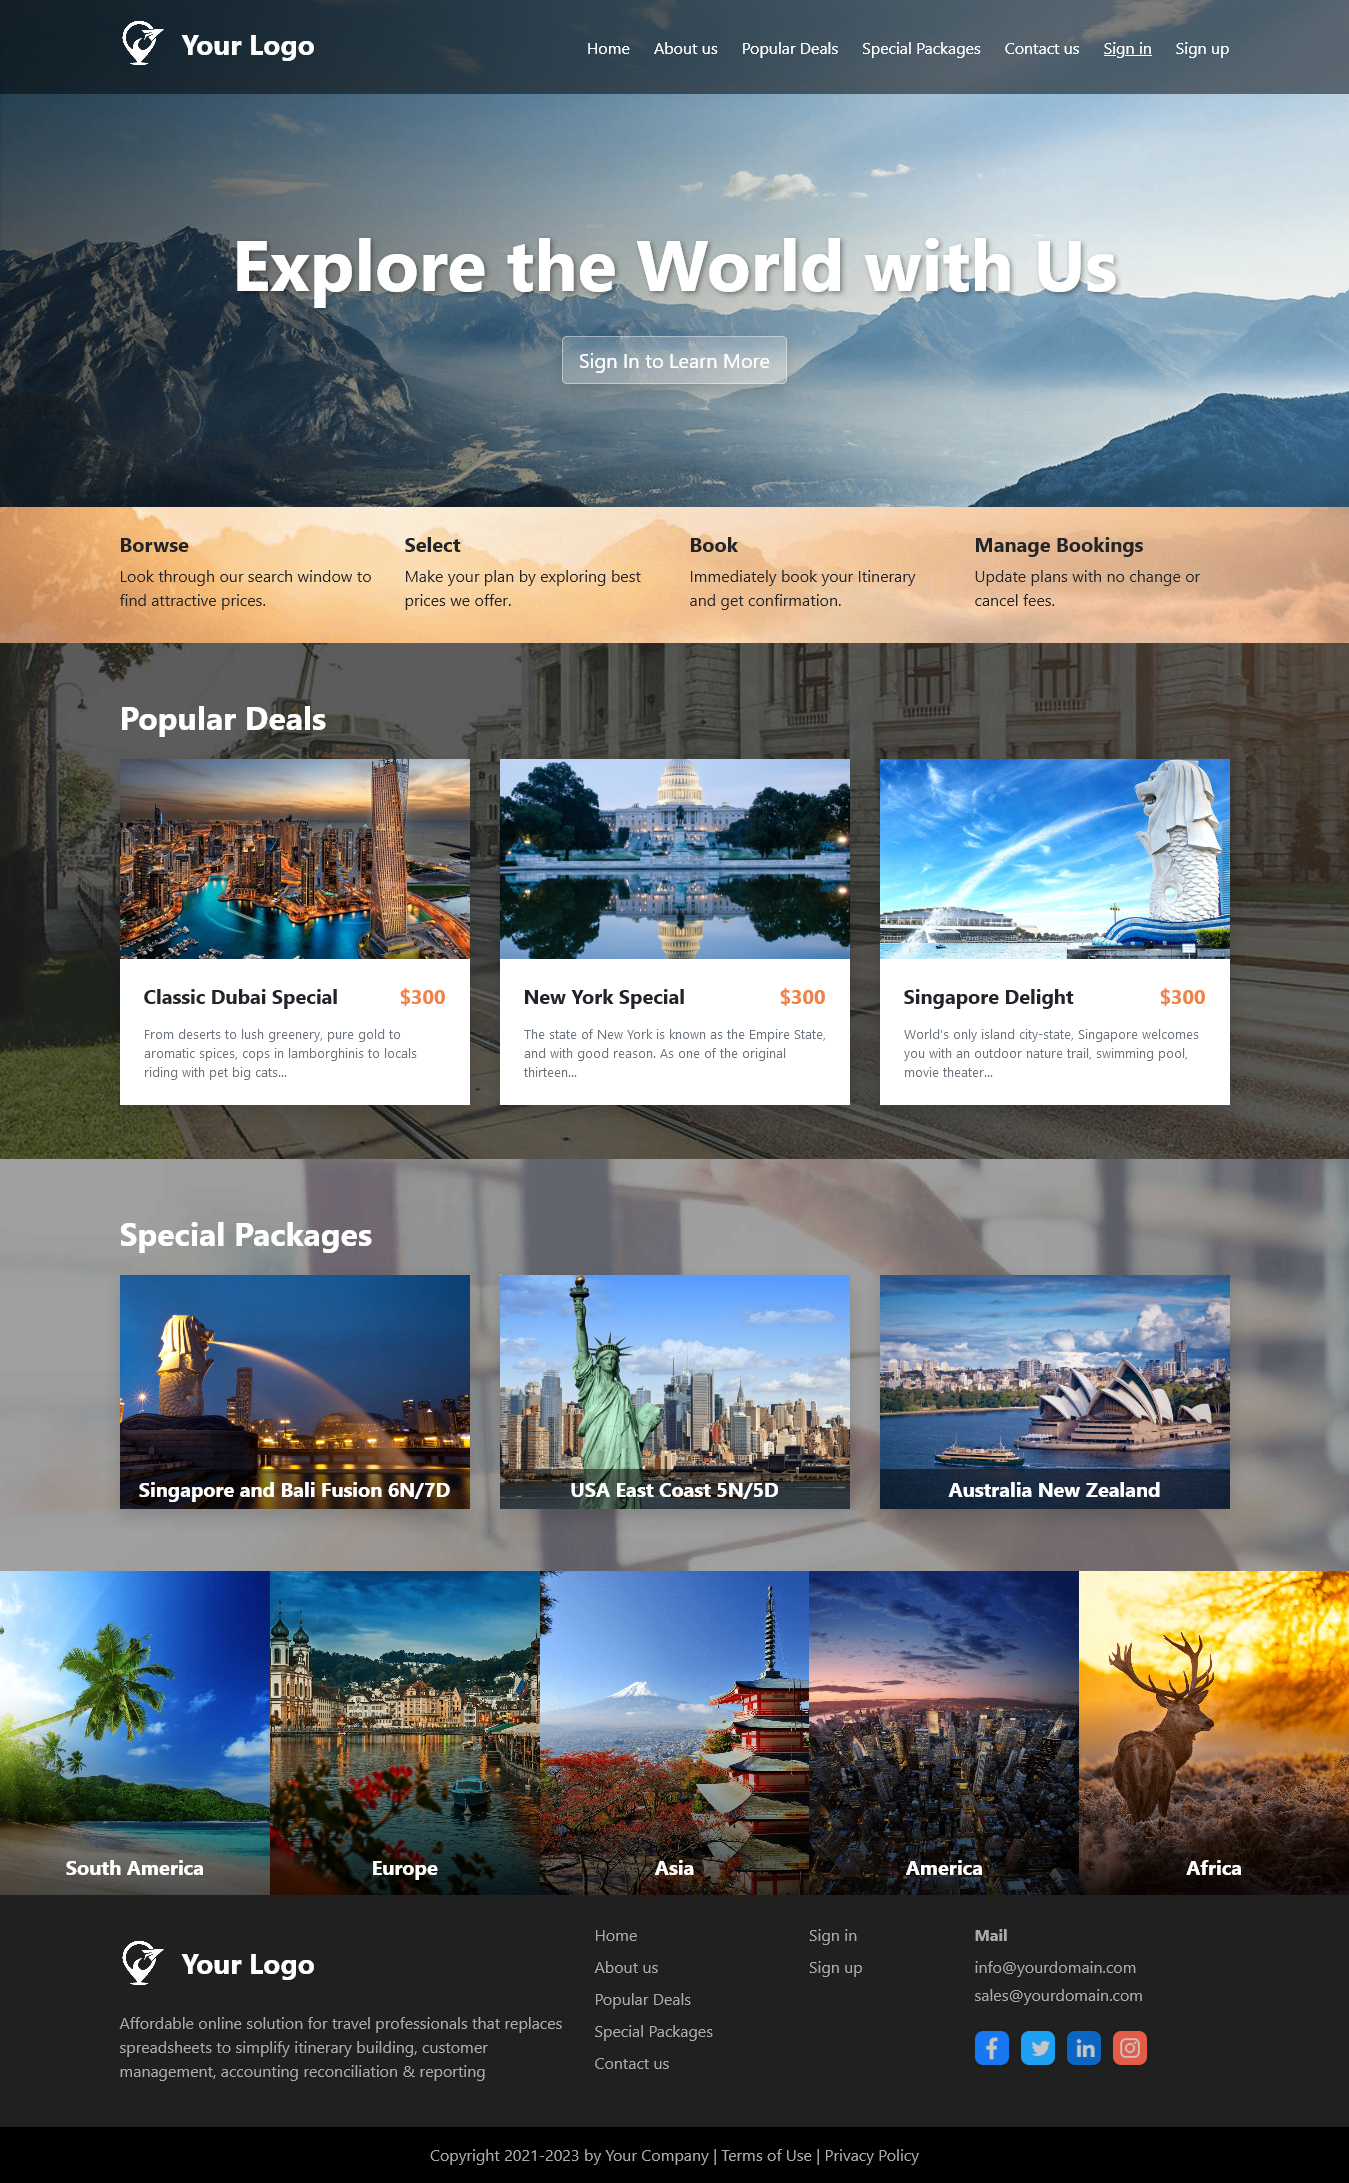 Your Logo
Home About us Popular Deals Special Packages Contact us Sign in Sign up
Explore the World with Us
Sign In to Learn More
Borwse
Look through our search window to
find attractive prices.
Select
Make your plan by exploring best
prices we offer.
Book
Immediately book your Itinerary
and get confirmation.
Manage Bookings
Update plans with no change or
cancel fees.
Popular Deals
Classic Dubai Special $300
From deserts to lush greenery, pure gold to
aromatic spices, cops in lamborghinis to locals
riding with pet big cats...
New York Special $300
The state of New York is known as the Empire State,
and with good reason. As one of the original
thirteen...
Singapore Delight $300
World's only island city-state, Singapore welcomes
you with an outdoor nature trail, swimming pool,
movie theater...
Special Packages
Singapore and Bali Fusion 6N/7D
USA East Coast 5N/5D
Australia New Zealand
South America
Europe
Asia
America
Africa
Your Logo
Affordable online solution for travel professionals that replaces
spreadsheets to simplify itinerary building, customer
management, accounting reconciliation & reporting
Home
About us
Popular Deals
Special Packages
Contact us
Sign in
Sign up
Mail
info@yourdomain.com
sales@yourdomain.com
Copyright 2021-2023 by Your Company | Terms of Use | Privacy Policy